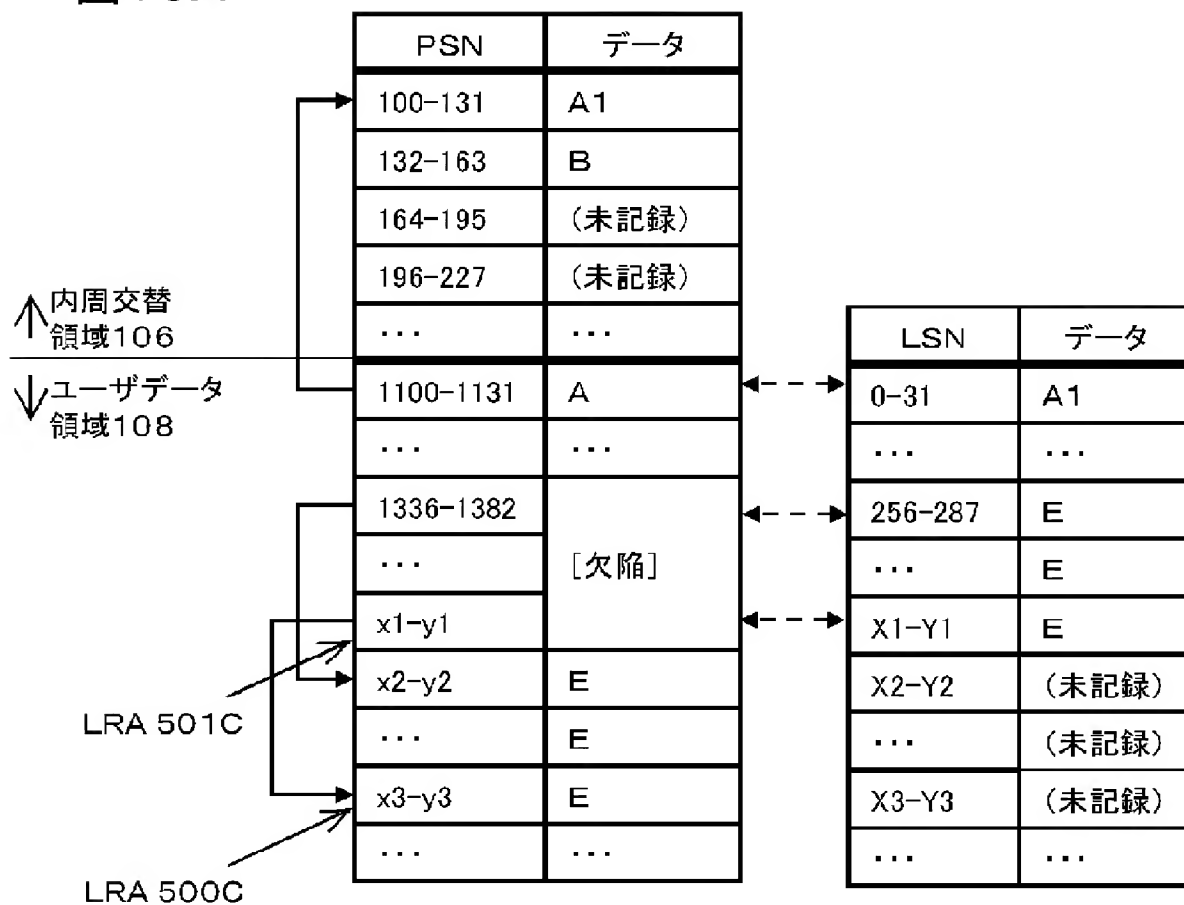 PSN データ
100-131 A1
132-163 B
164-195 (未記録)
196-227 (未記録)
... ...
内周交替
領域106
ユーザデータ
領域108
1100-1131 A
... ...
1336-1382 [欠陥]
...
x1-y1
x2-y2 E
... E
x3-y3 E
... ...
LRA 501C
LRA 500C
LSN データ
0-31 A1
... ...
256-287 E
... E
X1-Y1 E
X2-Y2 (未記録)
... (未記録)
X3-Y3 (未記録)
... ...